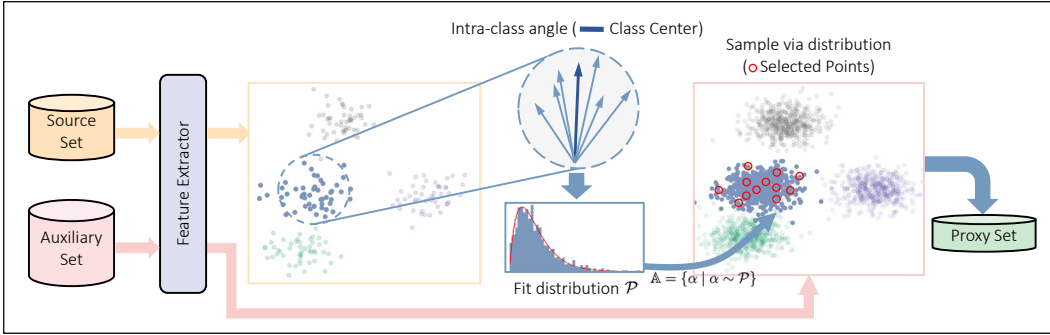 Source
Set
Auxiliary
Set
Feature Extractor
Intra-class angle ( Class Center)
Fit distribution 𝒫
𝔸 = {α | α ∼ 𝒫}
Sample via distribution
( Selected Points)
Proxy Set